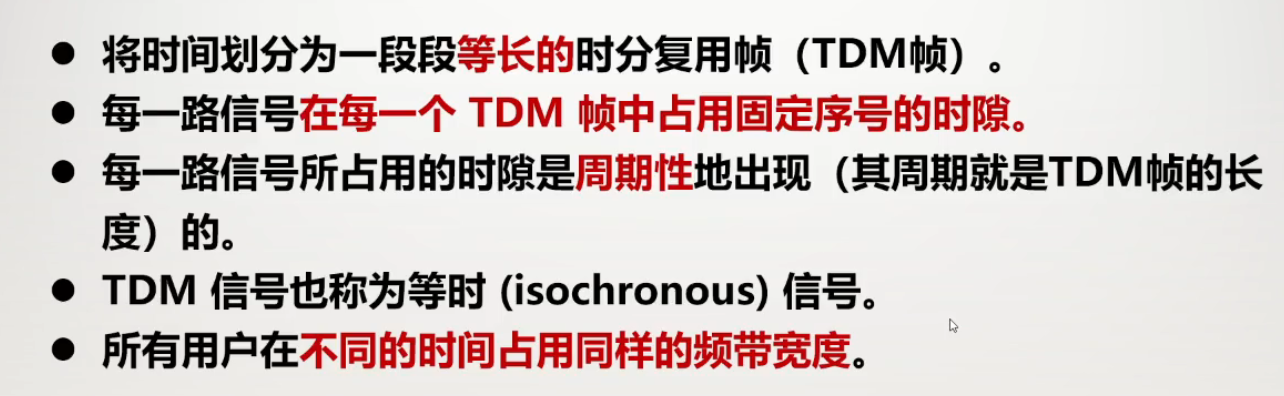 ● 将时间划分为一段段等长的时分复用帧（TDM帧）。
● 每一路信号在每一个 TDM 帧中占用固定序号的时隙。
● 每一路信号所占用的时隙是周期性地出现（其周期就是TDM帧的长
度）的。
● TDM 信号也称为等时 (isochronous) 信号。
● 所有用户在不同的时间占用同样的频带宽度。